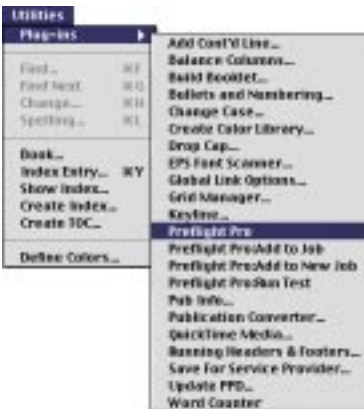 Utilities
Plug-ins
Find... ⌘F
Find Next ⌘G
Change... ⌘H
Spelling... ⌘L
Book...
Index Entry... ⌘Y
Show Index...
Create Index...
Create TOC...
Define Colors...
Add Cont'd Line...
Balance Columns...
Build Booklet...
Bullets and Numbering...
Change Case...
Create Color Library...
Drop Cap...
EPS Font Scanner...
Global Link Options...
Grid Manager...
Keyline...
Preflight Pro
Preflight Pro:Add to Job
Preflight Pro:Add to New Job
Preflight Pro:Run Test
Pub Info...
Publication Converter...
QuickTime Media...
Running Headers & Footers...
Save For Service Provider...
Update PPD...
Word Counter